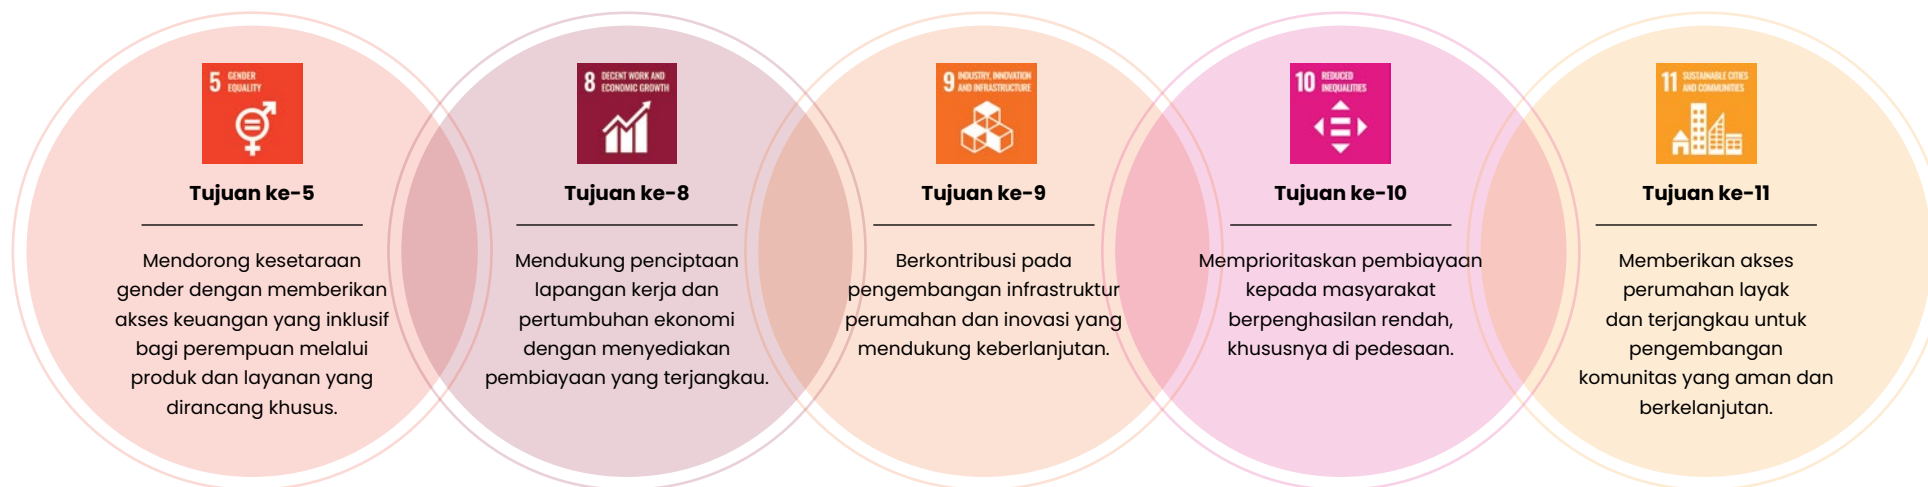 5 GENDER
EQUALITY
Tujuan ke-5
Mendorong kesetaraan
gender dengan memberikan
akses keuangan yang inklusif
bagi perempuan melalui
produk dan layanan yang
dirancang khusus.
8 DECENT WORK AND
ECONOMIC GROWTH
Tujuan ke-8
Mendukung penciptaan
lapangan kerja dan
pertumbuhan ekonomi
dengan menyediakan
pembiayaan yang terjangkau.
9 INDUSTRY, INNOVATION
AND INFRASTRUCTURE
Tujuan ke-9
Berkontribusi pada
pengembangan infrastruktur
perumahan dan inovasi yang
mendukung keberlanjutan.
10 REDUCED
INEQUALITIES
Tujuan ke-10
Memprioritaskan pembiayaan
kepada masyarakat
berpenghasilan rendah,
khususnya di pedesaan.
11 SUSTAINABLE CITIES
AND COMMUNITIES
Tujuan ke-11
Memberikan akses
perumahan layak
dan terjangkau untuk
pengembangan
komunitas yang aman dan
berkelanjutan.